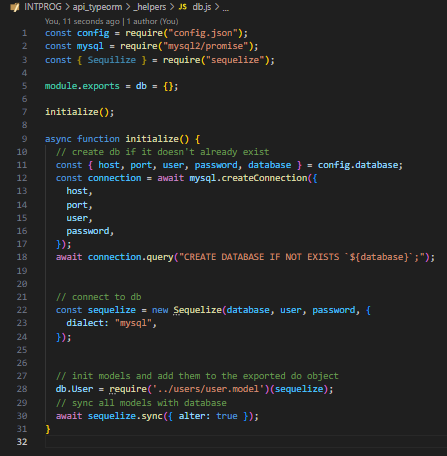 INTPROG > api_typeorm > _helpers > JS db.js > ...
You, 11 seconds ago | 1 author (You)
1 const config = require("config.json");
2 const mysql = require("mysql2/promise");
3 const { Sequilize } = require("sequelize");
4
5 module.exports = db = {};
6
7 initialize();
8
9 async function initialize() {
10 // create db if it doesn't already exist
11 const { host, port, user, password, database } = config.database;
12 const connection = await mysql.createConnection({
13 host,
14 port,
15 user,
16 password,
17 });
18 await connection.query("CREATE DATABASE IF NOT EXISTS `${database}`;");
19
20
21 // connect to db
22 const sequelize = new Sequelize(database, user, password, {
23 dialect: "mysql",
24 });
25
26
27 // init models and add them to the exported do object
28 db.User = require('../users/user.model')(sequelize);
29 // sync all models with database
30 await sequelize.sync({ alter: true });
31 }
32